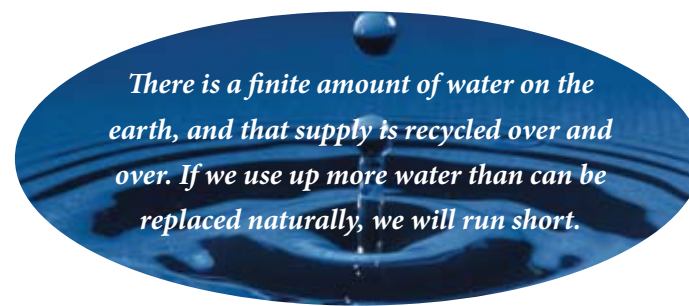 There is a finite amount of water on the
earth, and that supply is recycled over and
over. If we use up more water than can be
replaced naturally, we will run short.